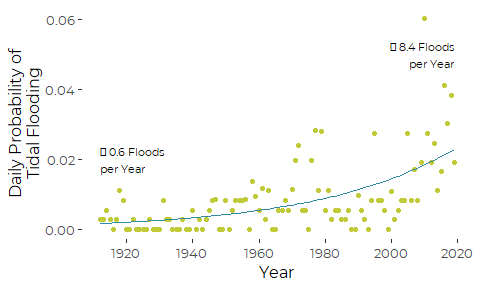 Daily Probability of
Tidal Flooding
0.06
0.04
0.02
0.00
▯ 8.4 Floods
per Year
▯ 0.6 Floods
per Year
1920
1940
1960
1980
2000
2020
Year